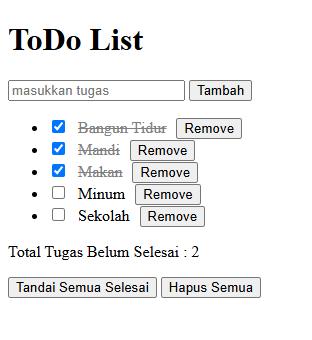 ToDo List
masukkan tugas Tambah
Bangun Tidur Remove
Mandi Remove
Makan Remove
Minum Remove
Sekolah Remove
Total Tugas Belum Selesai : 2
Tandai Semua Selesai Hapus Semua